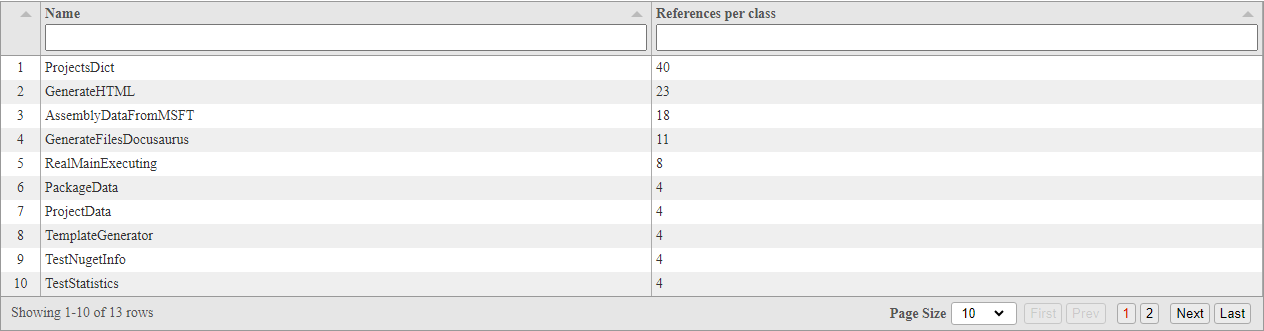 Name References per class
1 ProjectsDict 40
2 GenerateHTML 23
3 AssemblyDataFromMSFT 18
4 GenerateFilesDocusaurus 11
5 RealMainExecuting 8
6 PackageData 4
7 ProjectData 4
8 TemplateGenerator 4
9 TestNugetInfo 4
10 TestStatistics 4
Showing 1-10 of 13 rows Page Size 10 First Prev 1 2 Next Last